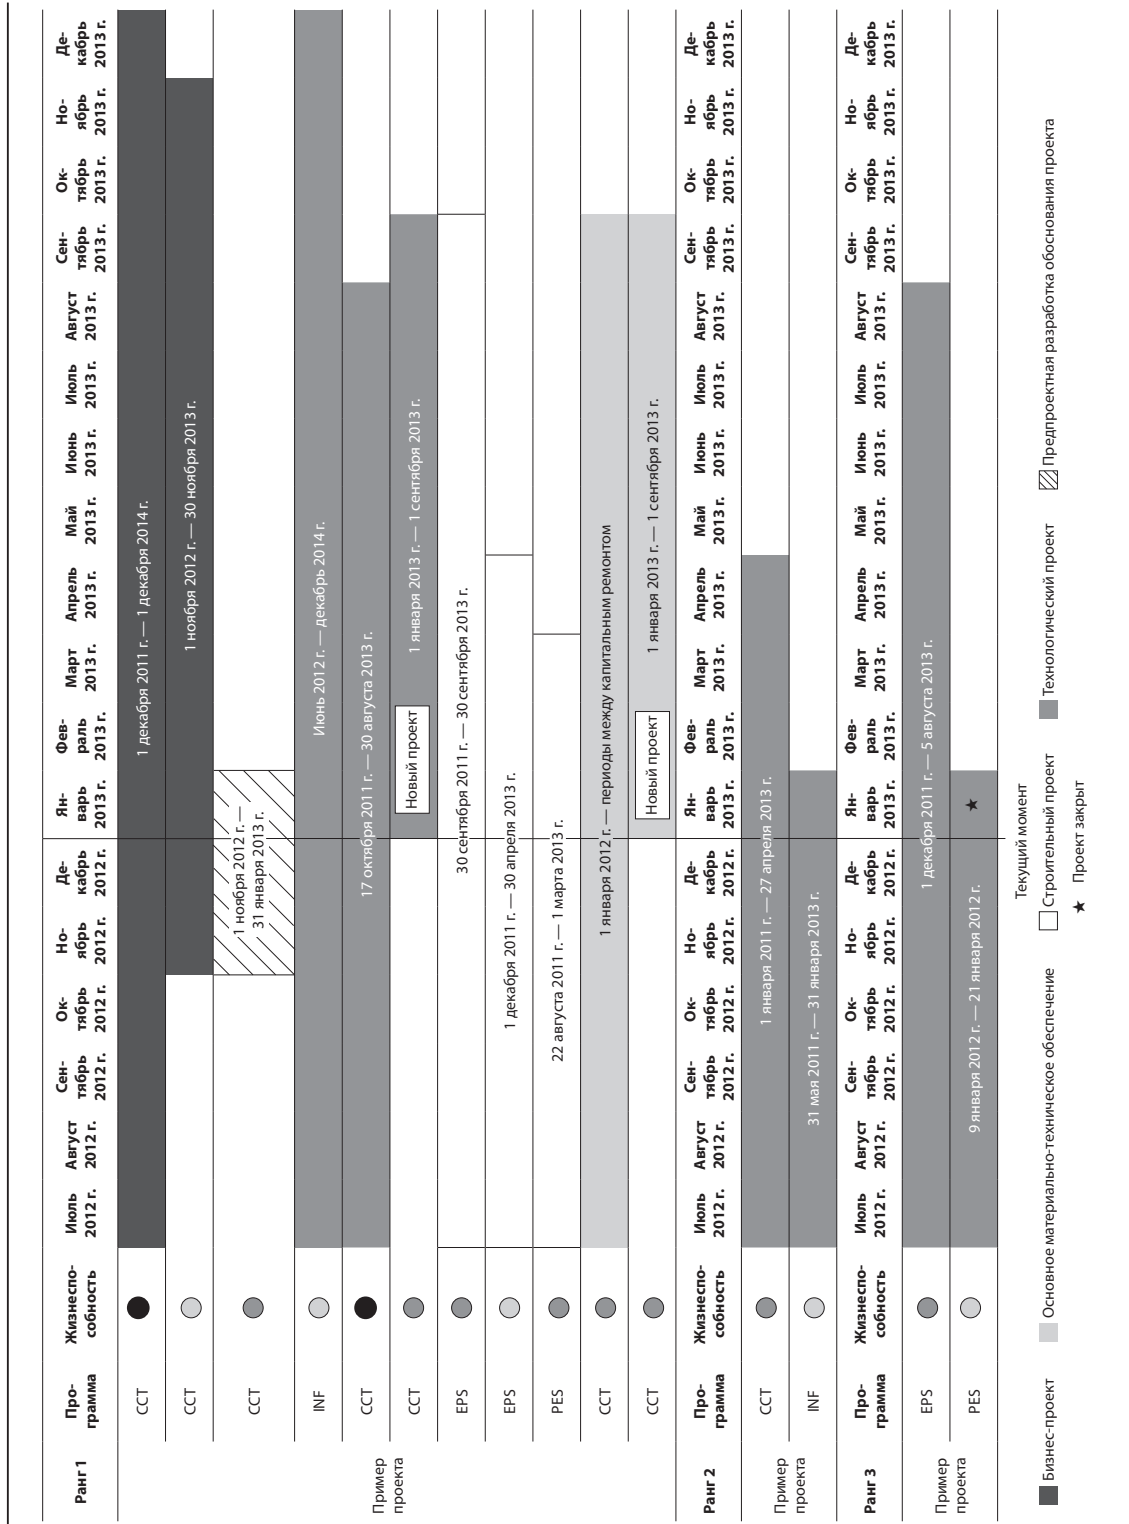 Ранг 1
Про-
грамма
Жизнеспо-
собность
Июль
2012 г.
Август
2012 г.
Сен-
тябрь
2012 г.
Ок-
тябрь
2012 г.
Но-
ябрь
2012 г.
Де-
кабрь
2012 г.
Ян-
варь
2013 г.
Фев-
раль
2013 г.
Март
2013 г.
Апрель
2013 г.
Май
2013 г.
Июнь
2013 г.
Июль
2013 г.
Август
2013 г.
Сен-
тябрь
2013 г.
Ок-
тябрь
2013 г.
Но-
ябрь
2013 г.
Де-
кабрь
2013 г.
Пример
проекта
CCT
1 декабря 2011 г. — 1 декабря 2014 г.
CCT
1 ноября 2012 г. — 30 ноября 2013 г.
CCT
1 ноября 2012 г. —
31 января 2013 г.
INF
Июнь 2012 г. — декабрь 2014 г.
CCT
17 октября 2011 г. — 30 августа 2013 г.
CCT
Новый проект
1 января 2013 г. — 1 сентября 2013 г.
EPS
30 сентября 2011 г. — 30 сентября 2013 г.
EPS
1 декабря 2011 г. — 30 апреля 2013 г.
PES
22 августа 2011 г. — 1 марта 2013 г.
CCT
1 января 2012 г. — периоды между капитальным ремонтом
CCT
Новый проект
1 января 2013 г. — 1 сентября 2013 г.
Ранг 2
Про-
грамма
Жизнеспо-
собность
Июль
2012 г.
Август
2012 г.
Сен-
тябрь
2012 г.
Ок-
тябрь
2012 г.
Но-
ябрь
2012 г.
Де-
кабрь
2012 г.
Ян-
варь
2013 г.
Фев-
раль
2013 г.
Март
2013 г.
Апрель
2013 г.
Май
2013 г.
Июнь
2013 г.
Июль
2013 г.
Август
2013 г.
Сен-
тябрь
2013 г.
Ок-
тябрь
2013 г.
Но-
ябрь
2013 г.
Де-
кабрь
2013 г.
Пример
проекта
CCT
1 января 2011 г. — 27 апреля 2013 г.
INF
31 мая 2011 г. — 31 января 2013 г.
Ранг 3
Про-
грамма
Жизнеспо-
собность
Июль
2012 г.
Август
2012 г.
Сен-
тябрь
2012 г.
Ок-
тябрь
2012 г.
Но-
ябрь
2012 г.
Де-
кабрь
2012 г.
Ян-
варь
2013 г.
Фев-
раль
2013 г.
Март
2013 г.
Апрель
2013 г.
Май
2013 г.
Июнь
2013 г.
Июль
2013 г.
Август
2013 г.
Сен-
тябрь
2013 г.
Ок-
тябрь
2013 г.
Но-
ябрь
2013 г.
Де-
кабрь
2013 г.
Пример
проекта
EPS
1 декабря 2011 г. — 5 августа 2013 г.
PES
9 января 2012 г. — 21 января 2012 г.
Текущий момент
Бизнес-проект
Основное материально-техническое обеспечение
Строительный проект
Технологический проект
Предпроектная разработка обоснования проекта
★ Проект закрыт